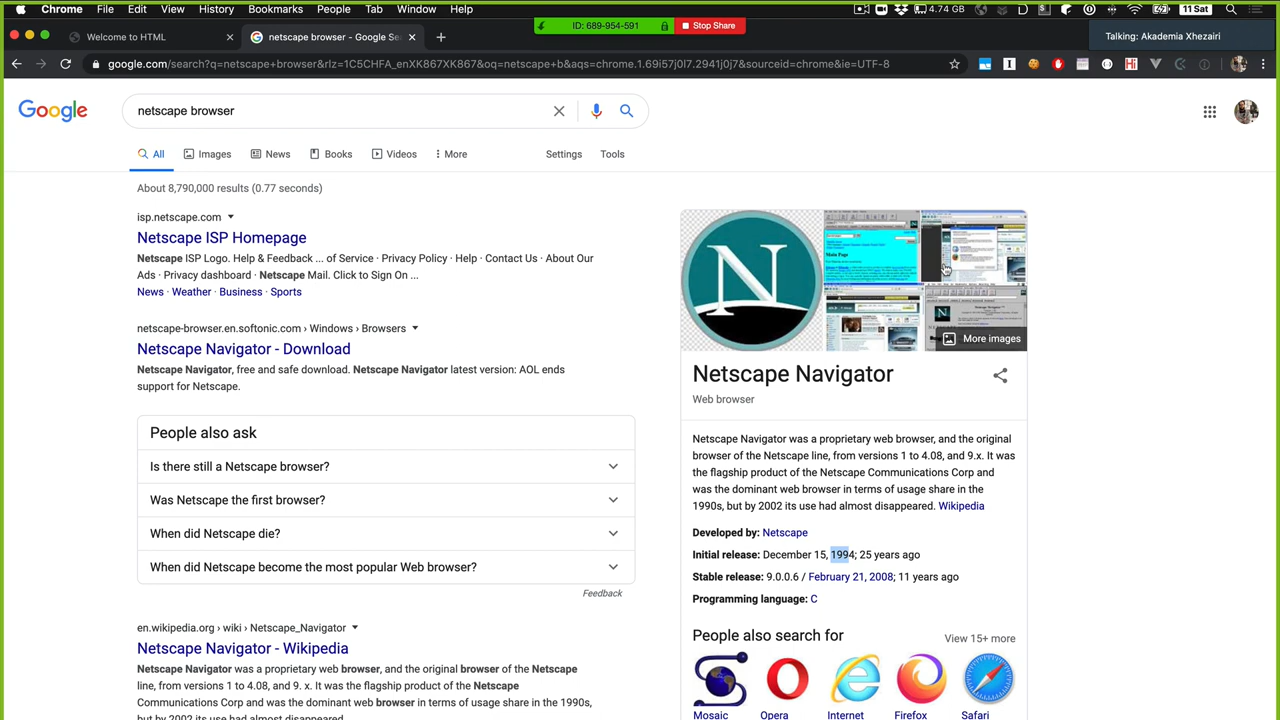 Chrome File Edit View History Bookmarks People Tab Window Help
ID: 689-954-591
Stop Share
4.74 GB
11 Sat
Welcome to HTML
netscape browser - Google Se
Talking: Akademia Xhezairi
google.com/search?q=netscape+browser&rlz=1C5CHFA_enXK867XK867&oq=netscape+b&aqs=chrome.1.69i57j0l7.2941j0j7&sourceid=chrome&ie=UTF-8
Google
netscape browser
All Images News Books Videos More Settings Tools
About 8,790,000 results (0.77 seconds)
isp.netscape.com
Netscape ISP Homepage
Netscape ISP Logo. Help & Feedback ... of Service · Privacy Policy · Help · Contact Us · About Our
Ads · Privacy dashboard · Netscape Mail. Click to Sign On ...
News · Weather · Business · Sports
netscape-browser.en.softonic.com › Windows › Browsers
Netscape Navigator - Download
Netscape Navigator, free and safe download. Netscape Navigator latest version: AOL ends
support for Netscape.
People also ask
Is there still a Netscape browser?
Was Netscape the first browser?
When did Netscape die?
When did Netscape become the most popular Web browser?
Feedback
en.wikipedia.org › wiki › Netscape_Navigator
Netscape Navigator - Wikipedia
Netscape Navigator was a proprietary web browser, and the original browser of the Netscape
line, from versions 1 to 4.08, and 9. x. It was the flagship product of the Netscape
Communications Corp and was the dominant web browser in terms of usage share in the 1990s,
but by 2002 its use had almost disappeared.
N
More images
Netscape Navigator
Web browser
Netscape Navigator was a proprietary web browser, and the original
browser of the Netscape line, from versions 1 to 4.08, and 9.x. It was
the flagship product of the Netscape Communications Corp and
was the dominant web browser in terms of usage share in the
1990s, but by 2002 its use had almost disappeared. Wikipedia
Developed by: Netscape
Initial release: December 15, 1994; 25 years ago
Stable release: 9.0.0.6 / February 21, 2008; 11 years ago
Programming language: C
People also search for
View 15+ more
Mosaic Opera Internet Firefox Safari